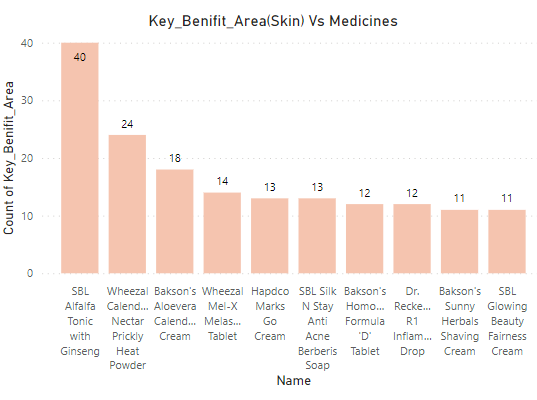 Key_Benifit_Area(Skin) Vs Medicines
Count of Key_Benifit_Area
40
30
20
10
0
40
24
18
14
13
13
12
12
11
11
SBL
Alfalfa
Tonic
with
Ginseng
Wheezal
Calend...
Nectar
Prickly
Heat
Powder
Bakson's
Aloevera
Calend...
Cream
Wheezal
Mel-X
Melas...
Tablet
Hapdco
Marks
Go
Cream
SBL Silk
N Stay
Anti
Acne
Berberis
Soap
Bakson's
Homo...
Formula
'D'
Tablet
Dr.
Recke...
R1
Inflam...
Drop
Bakson's
Sunny
Herbals
Shaving
Cream
SBL
Glowing
Beauty
Fairness
Cream
Name